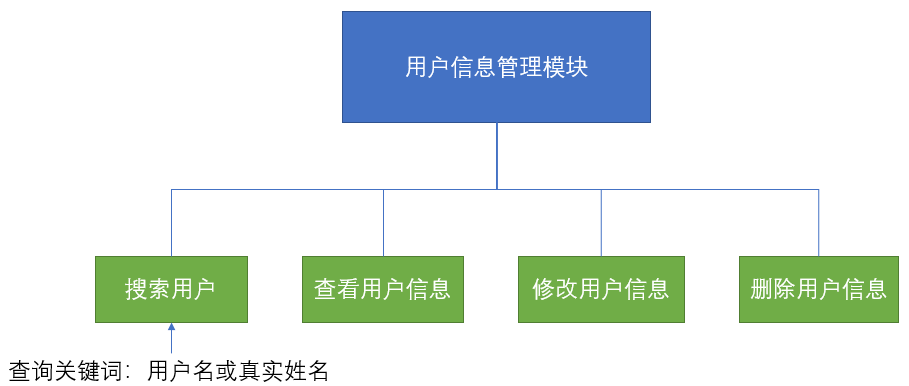 用户信息管理模块
搜索用户
查看用户信息
修改用户信息
删除用户信息
查询关键词：用户名或真实姓名